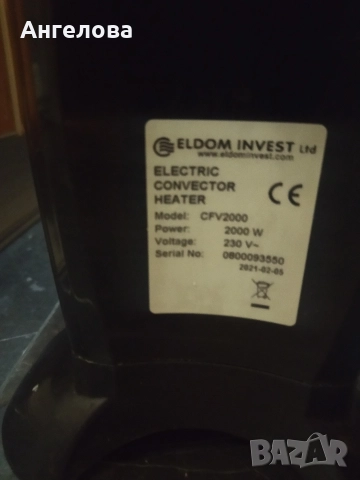 Ангелова
ELDOM INVEST Ltd
www.eldominvest.com
ELECTRIC
CONVECTOR
HEATER
CE
Model: CFV2000
Power: 2000 W
Voltage: 230 V~
Serial No: 0800093550
2021-02-05
BAZAR